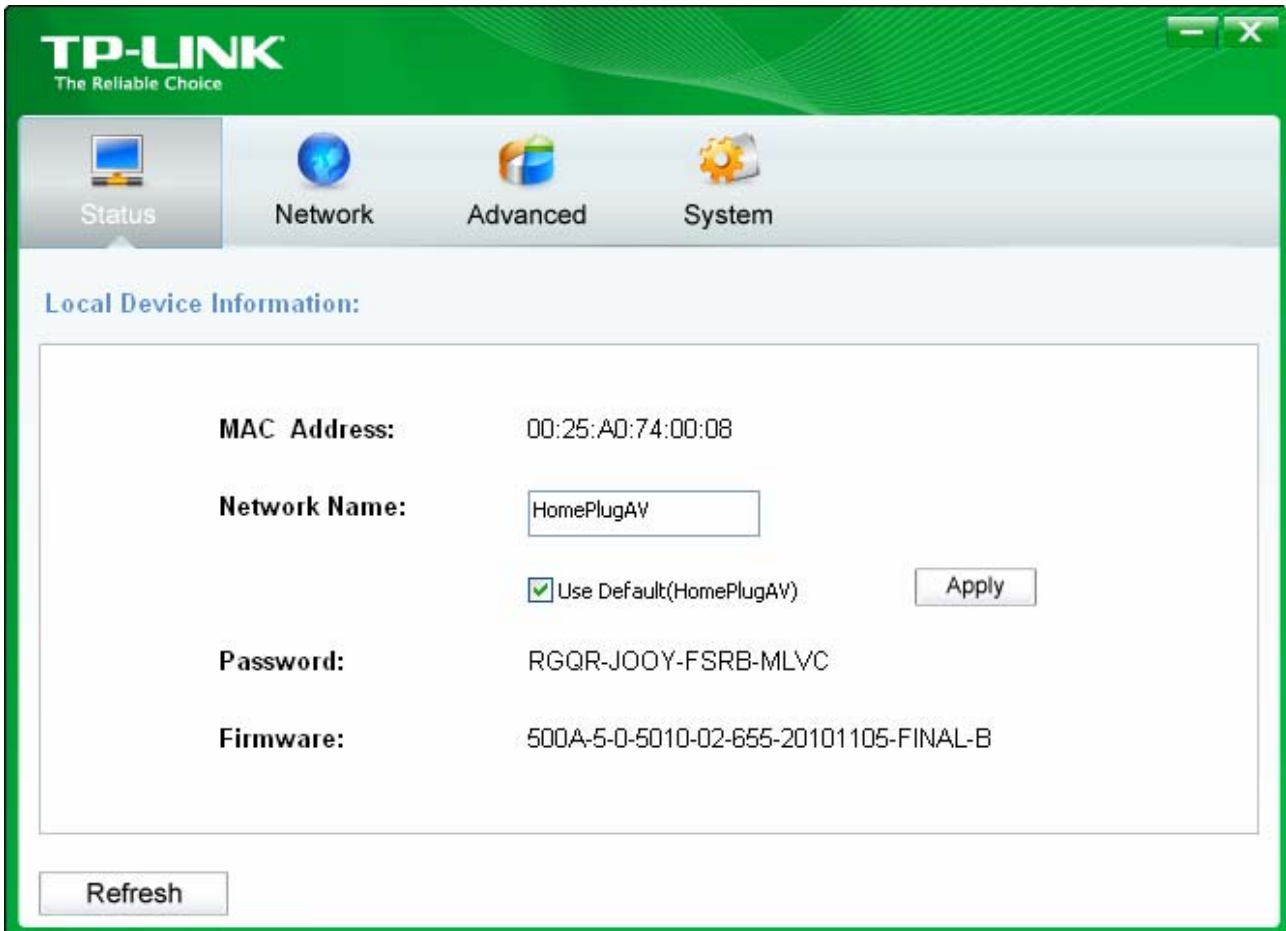 TP-LINK
The Reliable Choice
Status Network Advanced System
Local Device Information:
MAC Address: 00:25:A0:74:00:08
Network Name: HomePlugAV
Use Default(HomePlugAV) Apply
Password: RGQR-JOOY-FSRB-MLVC
Firmware: 500A-5-0-5010-02-655-20101105-FINAL-B
Refresh